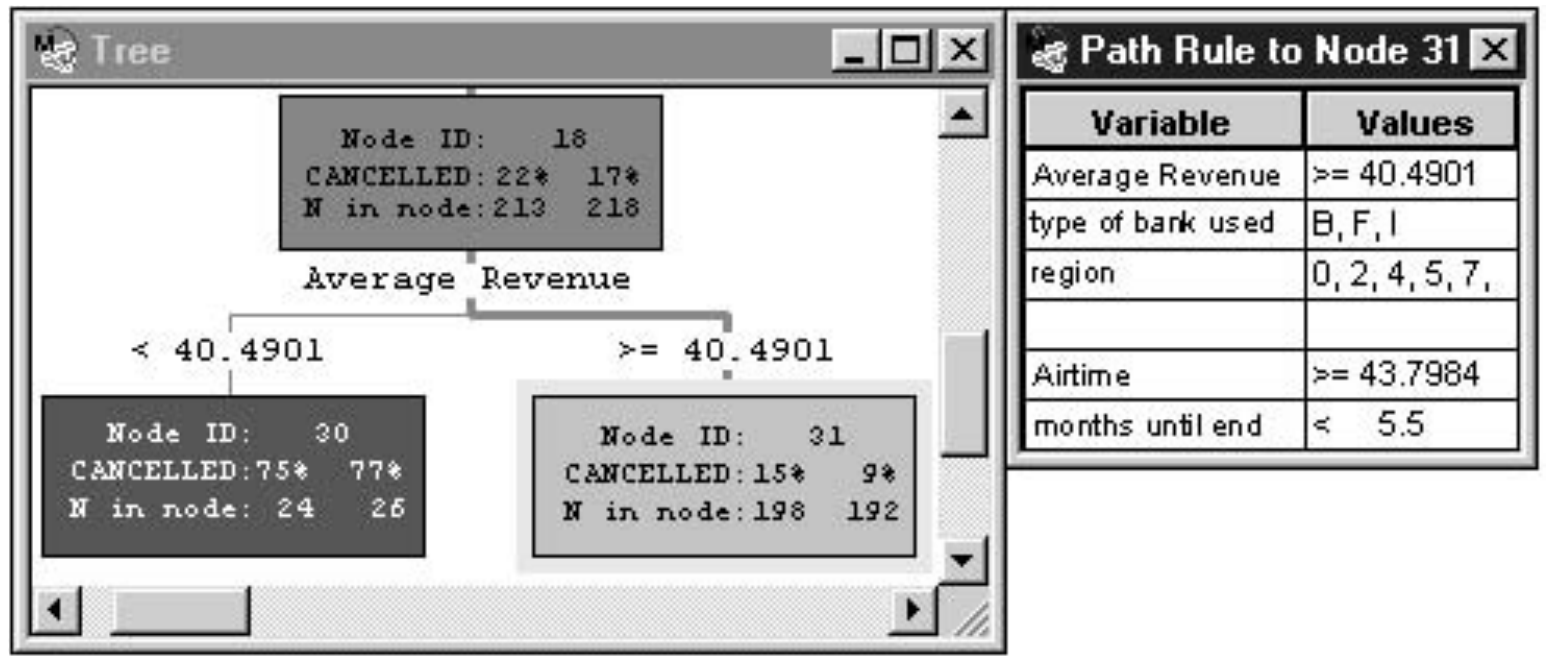 Tree
Node ID: 18
CANCELLED: 22% 17%
N in node: 213 218
Average Revenue
< 40.4901 >= 40.4901
Node ID: 30
CANCELLED: 75% 77%
N in node: 24 26
Node ID: 31
CANCELLED: 15% 9%
N in node: 198 192
Path Rule to Node 31
Variable Values
Average Revenue >= 40.4901
type of bank used B, F, I
region 0, 2, 4, 5, 7,
Airtime >= 43.7984
months until end < 5.5